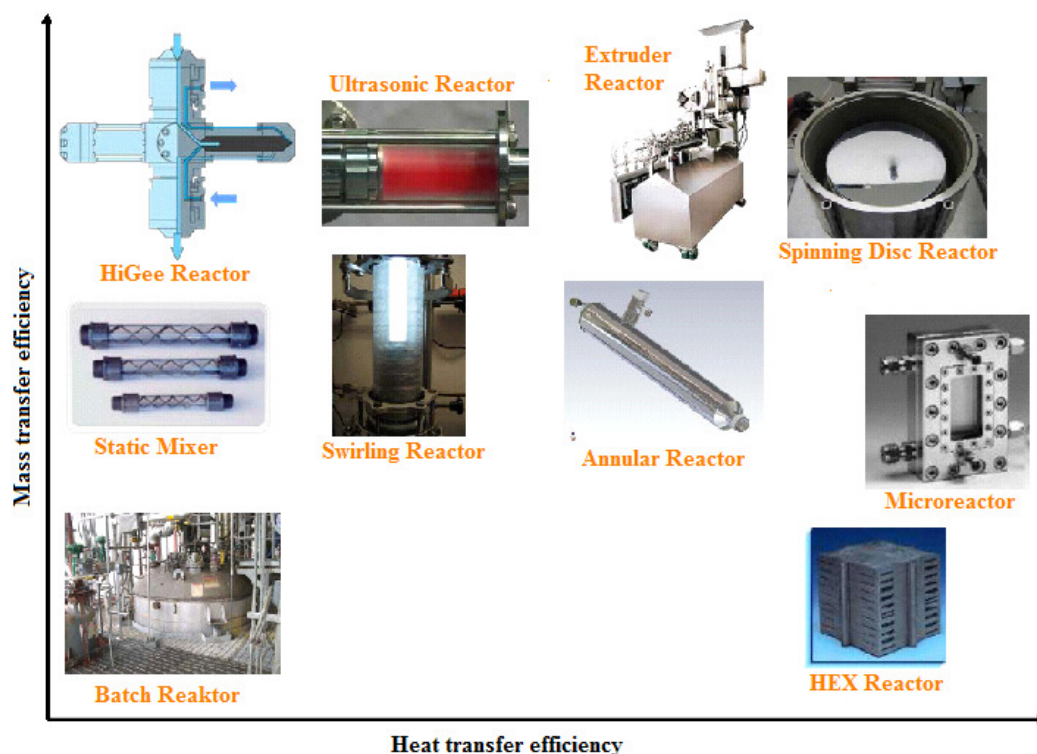 Extruder
Reactor
Ultrasonic Reactor
Spinning Disc Reactor
HiGee Reactor
Static Mixer
Swirling Reactor
Annular Reactor
Microreactor
Batch Reaktor
HEX Reactor
Mass transfer efficiency
Heat transfer efficiency